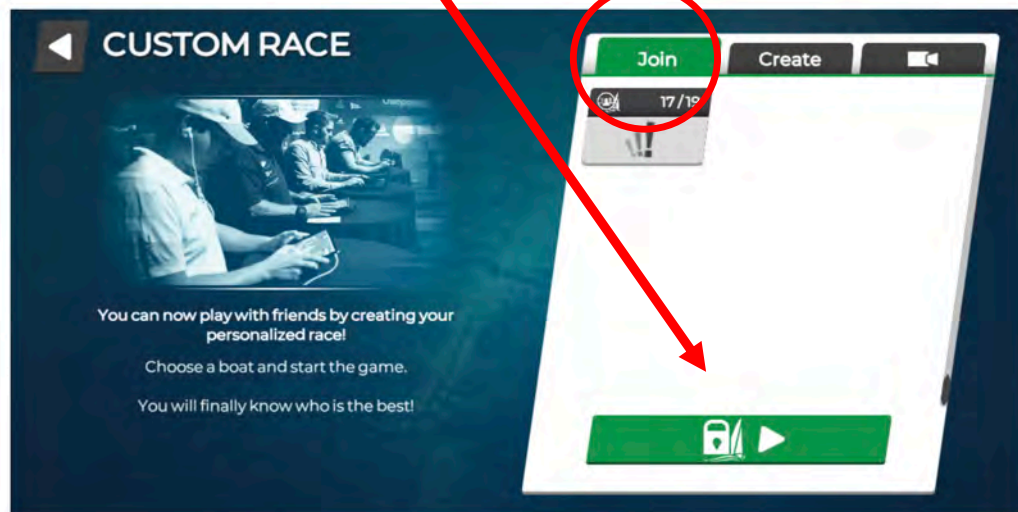 CUSTOM RACE
Join
Create
17/19
You can now play with friends by creating your
personalized race!
Choose a boat and start the game.
You will finally know who is the best!